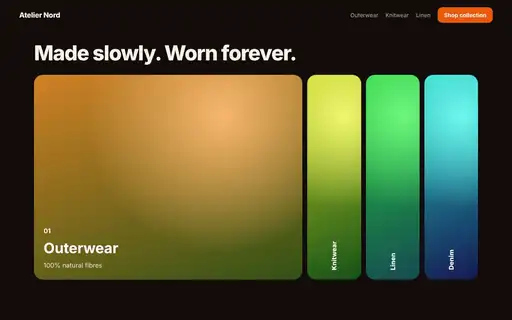 Atelier Nord
Outerwear
Knitwear
Linen
Shop collection
Made slowly. Worn forever.
01
Outerwear
100% natural fibres
Knitwear
Linen
Denim